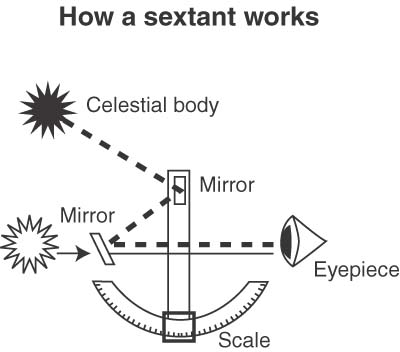 How a sextant works
Celestial body
Mirror
Mirror
Eyepiece
Scale